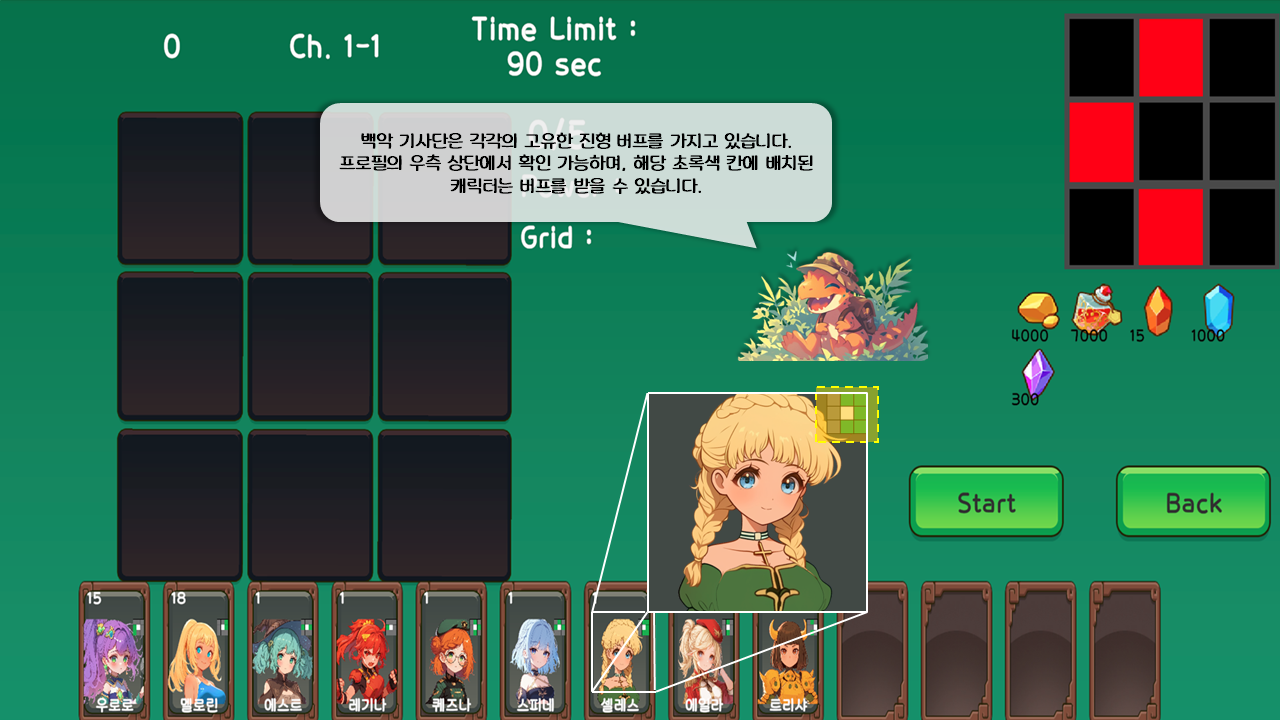 0
Ch. 1-1
Time Limit :
90 sec
백악 기사단은 각각의 고유한 진형 버프를 가지고 있습니다.
프로필의 우측 상단에서 확인 가능하며, 해당 초록색 칸에 배치된
캐릭터는 버프를 받을 수 있습니다.
0/5
Grid :
4000
7000
15
1000
300
Start
Back
15
18
1
1
1
1
우로로
멜로린
에스트
레기나
퀘즈나
스파네
셀레스
에열라
트리샤